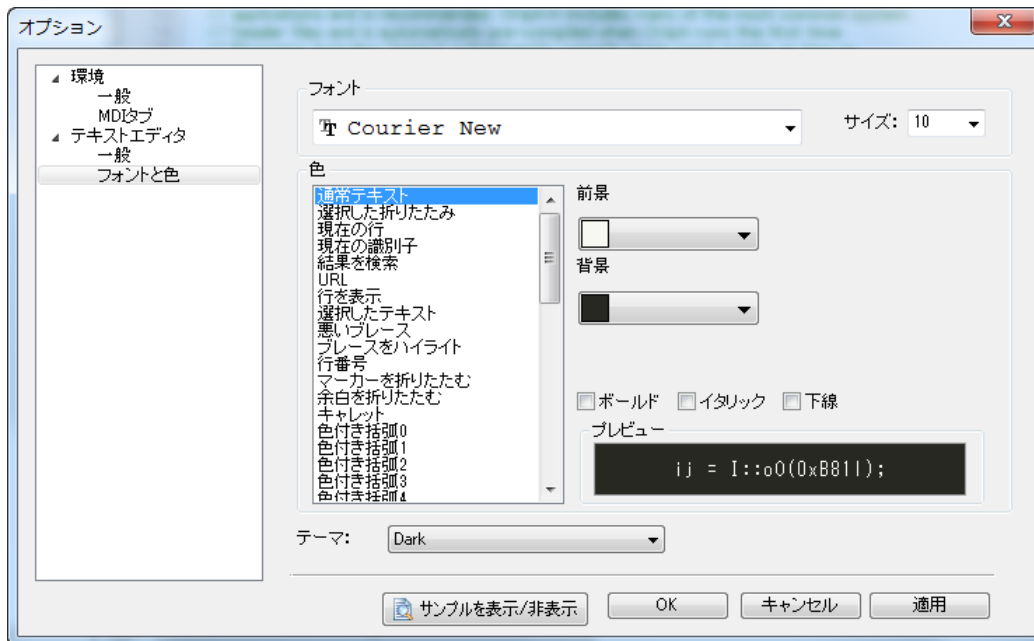 オプション
環境
一般
MDIタブ
テキストエディタ
一般
フォントと色
フォント
Courier New
サイズ: 10
色
通常テキスト
選択した折りたたみ
現在の行
現在の識別子
結果を検索
URL
行を表示
選択したテキスト
悪いブレース
ブレースをハイライト
行番号
マーカーを折りたたむ
余白を折りたたむ
キャレット
色付き括弧0
色付き括弧1
色付き括弧2
色付き括弧3
色付き括弧4
前景
背景
ボールド イタリック 下線
プレビュー
ij = I::oO(0xB81l);
テーマ: Dark
サンプルを表示/非表示 OK キャンセル 適用